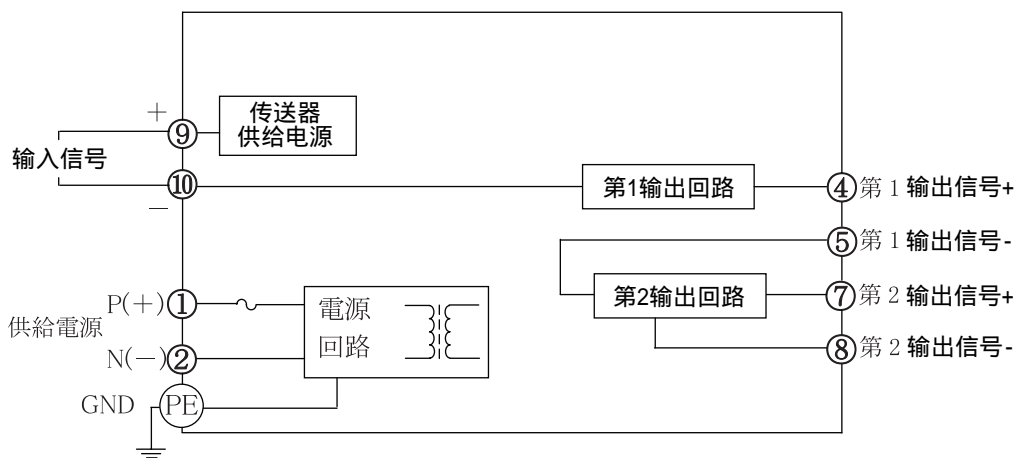 +
传送器
供给电源
⑨
输入信号
⑩
−
第1输出回路
④ 第 1 输出信号+
⑤ 第 1 输出信号-
第2输出回路
⑦ 第 2 输出信号+
⑧ 第 2 输出信号-
P(+) ①
電源
回路
供給電源
N(−) ②
GND PE